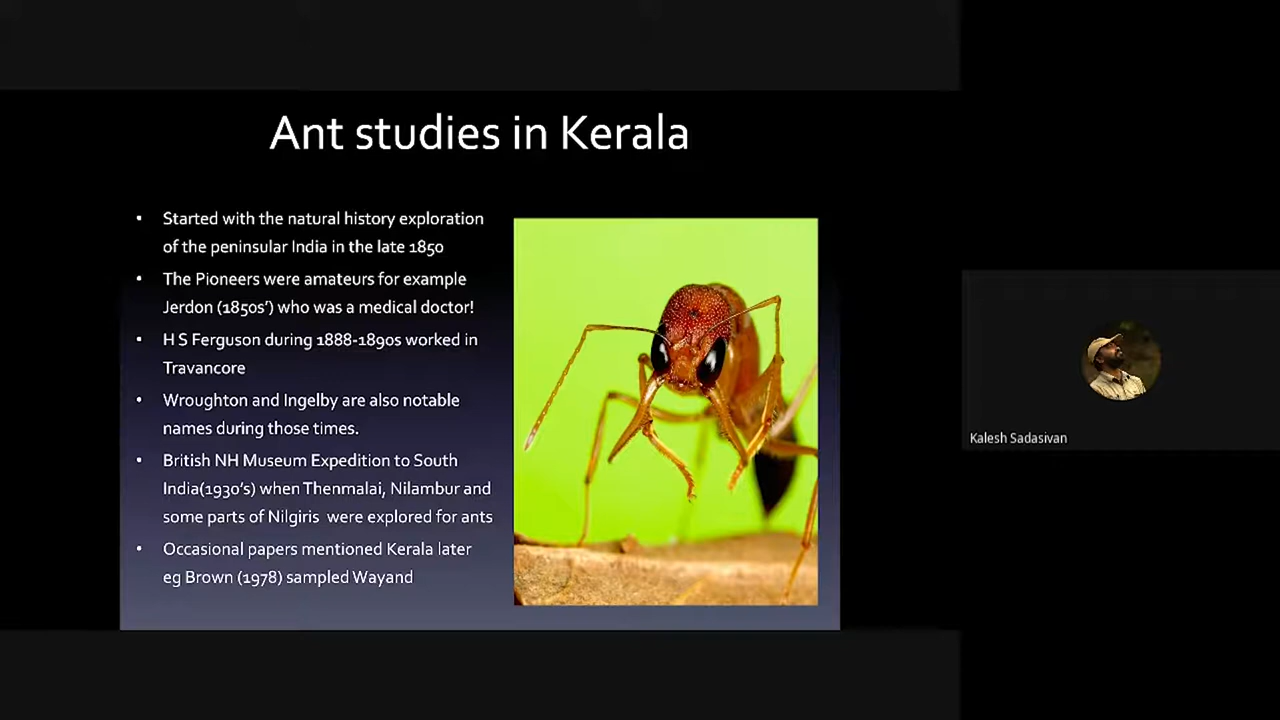 Ant studies in Kerala
• Started with the natural history exploration
of the peninsular India in the late 1850
• The Pioneers were amateurs for example
Jerdon (1850s’) who was a medical doctor!
• H S Ferguson during 1888-1890s worked in
Travancore
• Wroughton and Ingelby are also notable
names during those times.
• British NH Museum Expedition to South
India(1930’s) when Thenmalai, Nilambur and
some parts of Nilgiris were explored for ants
• Occasional papers mentioned Kerala later
eg Brown (1978) sampled Wayand
Kalesh Sadasivan